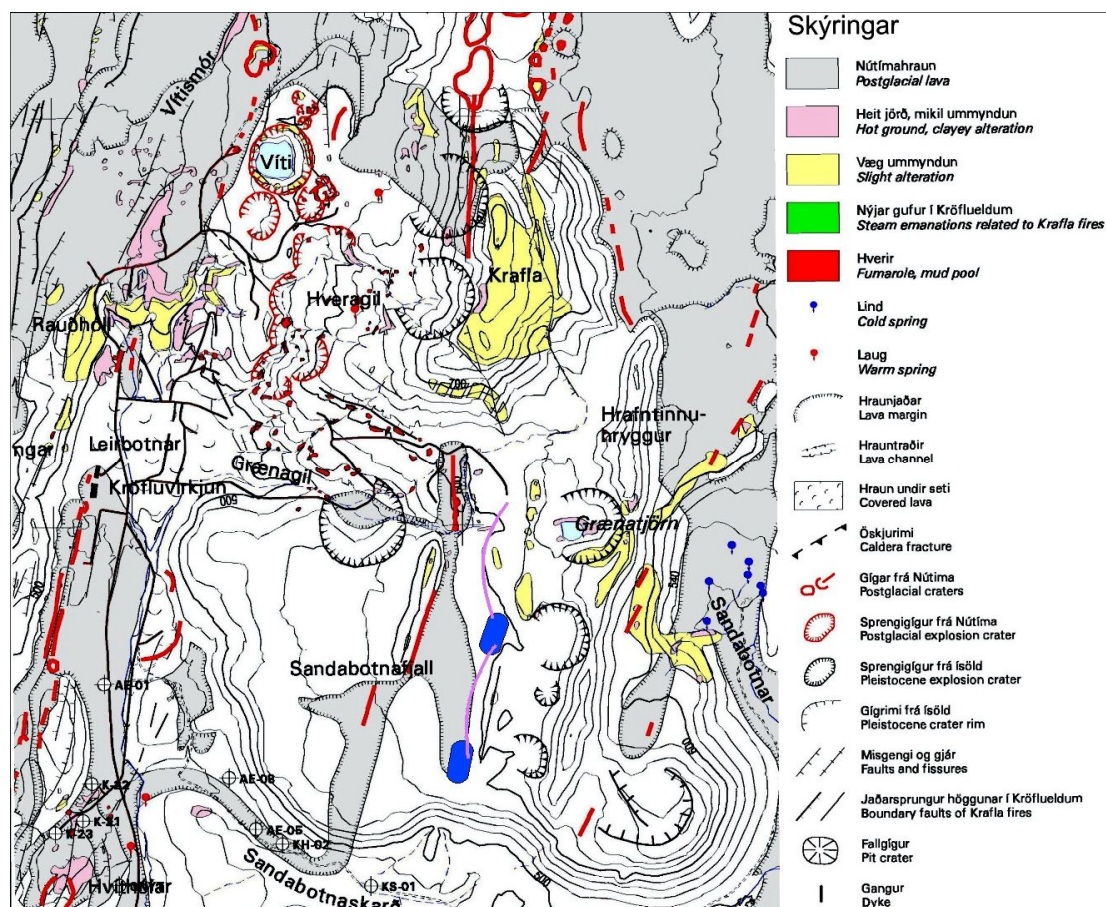 Skýringar
Nútímahraun
Postglacial lava
Heit jörð, mikil ummyndun
Hot ground, clayey alteration
Væg ummyndun
Slight alteration
Nýjar gufur í Kröflueldum
Steam emanations related to Krafla fires
Hverir
Fumarole, mud pool
Lind
Cold spring
Laug
Warm spring
Hraunjaðar
Lava margin
Hrauntraðir
Lava channel
Hraun undir seti
Covered lava
Öskjurimi
Caldera fracture
Gígar frá Nútíma
Postglacial craters
Sprengigígur frá Nútíma
Postglacial explosion crater
Sprengigígur frá ísöld
Pleistocene explosion crater
Gígrimi frá ísöld
Pleistocene crater rim
Misgengi og gjár
Faults and fissures
Jaðarsprungur höggunar í Kröflueldum
Boundary faults of Krafla fires
Fallgígur
Pit crater
Gangur
Dyke
Vítismór
Víti
Krafla
Hveragil
Rauðhóll
700
Hrafntinnu-
hryggur
Leirbotnar
ngar
Grænagil
Kröfluvirkjun
500
Grænatjörn
540
600
Sandabotnar
Sandabotnafjall
AE-01
600
AE-08
K-22
K-21
K-23
AE-05
KH-02
Sandabotnaskarð
KS-01
500